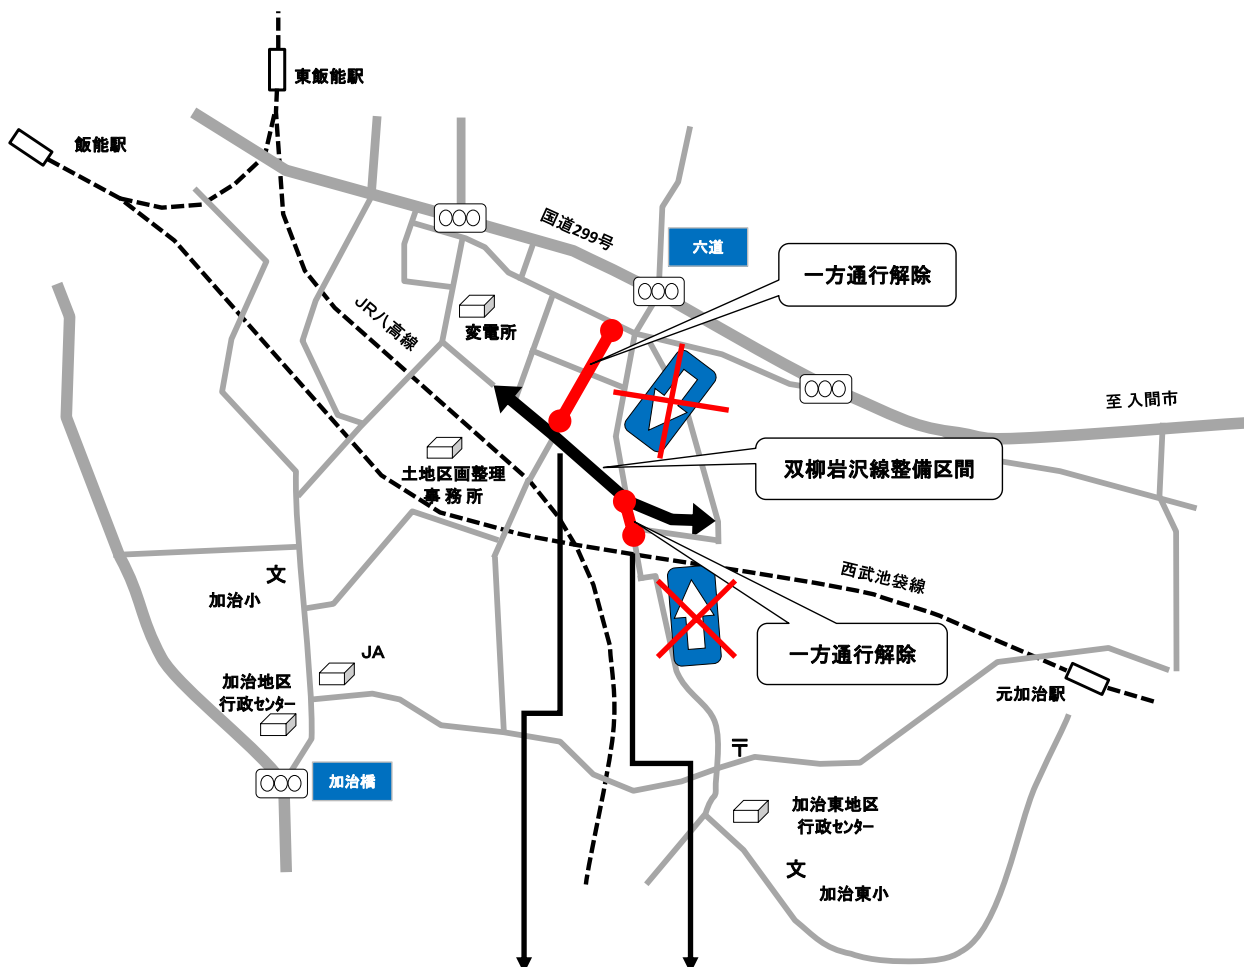 東飯能駅
飯能駅
国道299号
六道
一方通行解除
JR八高線
変電所
至 入間市
双柳岩沢線整備区間
土地区画整理
事務所
文
加治小
西武池袋線
JA
一方通行解除
加治地区
行政センター
元加治駅
〒
加治橋
加治東地区
行政センター
文
加治東小